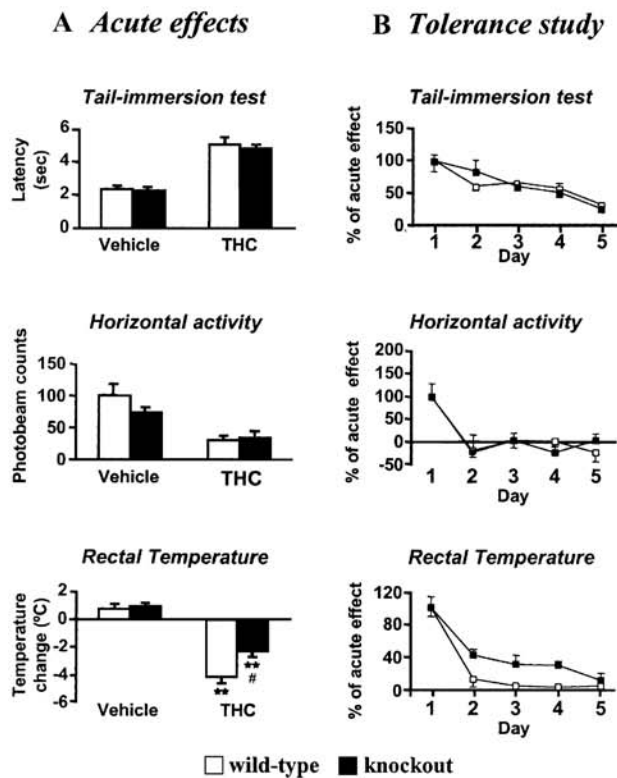 A Acute effects
Tail-immersion test
Latency
(sec)
6
4
2
0
Vehicle THC
Horizontal activity
Photobeam counts
150
100
50
0
Vehicle THC
Rectal Temperature
Temperature
change (ºC)
2
0
-2
-4
-6
**
**
#
Vehicle THC
B Tolerance study
Tail-immersion test
% of acute effect
150
100
50
0
1 2 3 4 5
Day
Horizontal activity
% of acute effect
200
150
100
50
0
-50
1 2 3 4 5
Day
Rectal Temperature
% of acute effect
120
80
40
0
1 2 3 4 5
Day
wild-type knockout